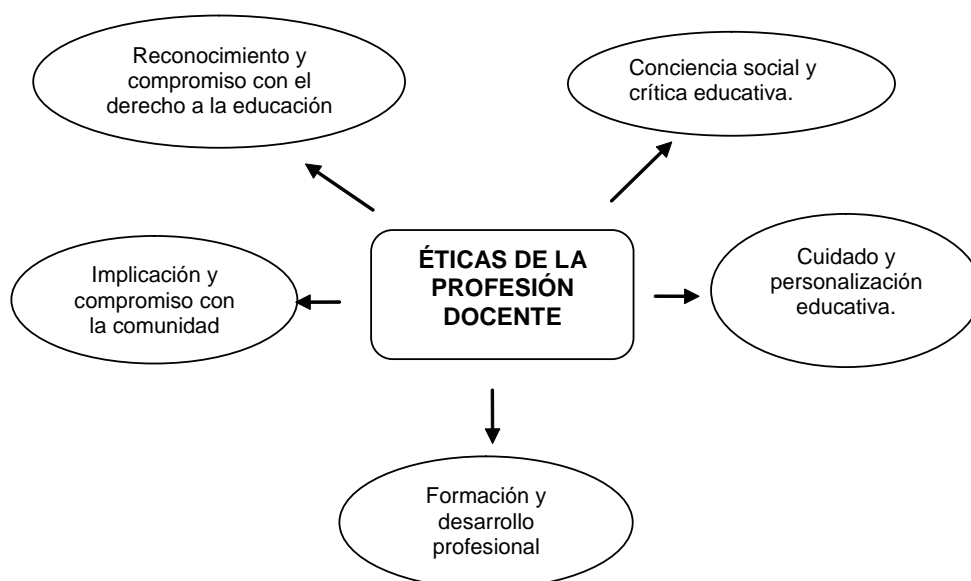 Reconocimiento y
compromiso con el
derecho a la educación
Conciencia social y
crítica educativa.
ÉTICAS DE LA
PROFESIÓN
DOCENTE
Implicación y
compromiso con
la comunidad
Cuidado y
personalización
educativa.
Formación y
desarrollo
profesional